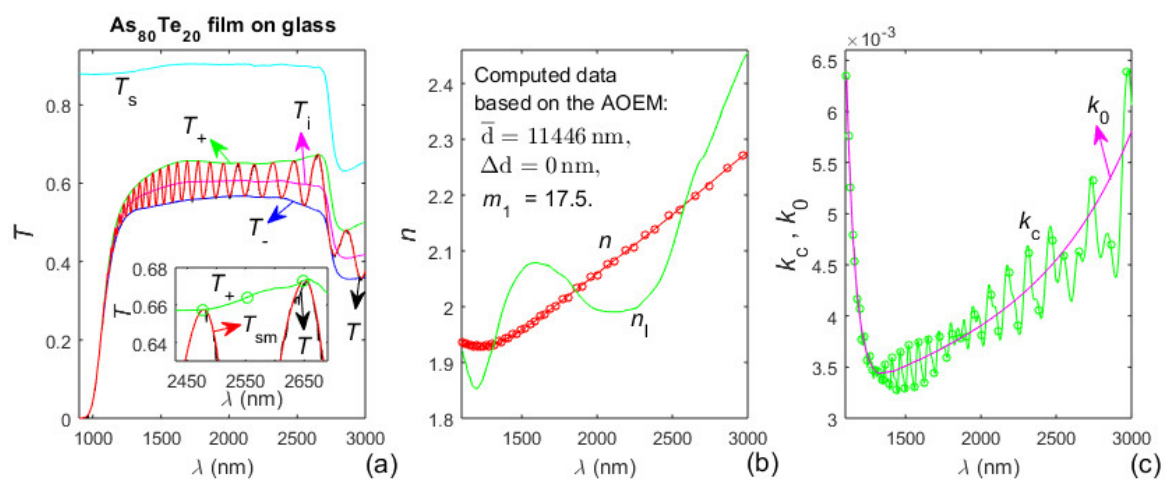 As80Te20 film on glass
T
0.8
0.6
0.4
0.2
0
1000
2000
3000
λ (nm)
(a)
Ts
T+
Ti
T-
T
T
0.68
0.66
0.64
T+
Tsm
T
2450
2550
2650
λ (nm)
n
2.4
2.3
2.2
2.1
2
1.9
1.8
Computed data
based on the AOEM:
d̅ = 11446 nm,
Δd = 0 nm,
m1 = 17.5.
n
nI
1500
2000
2500
3000
λ (nm)
(b)
×10-3
kc , k0
6.5
6
5.5
5
4.5
4
3.5
3
k0
kc
1500
2000
2500
3000
λ (nm)
(c)